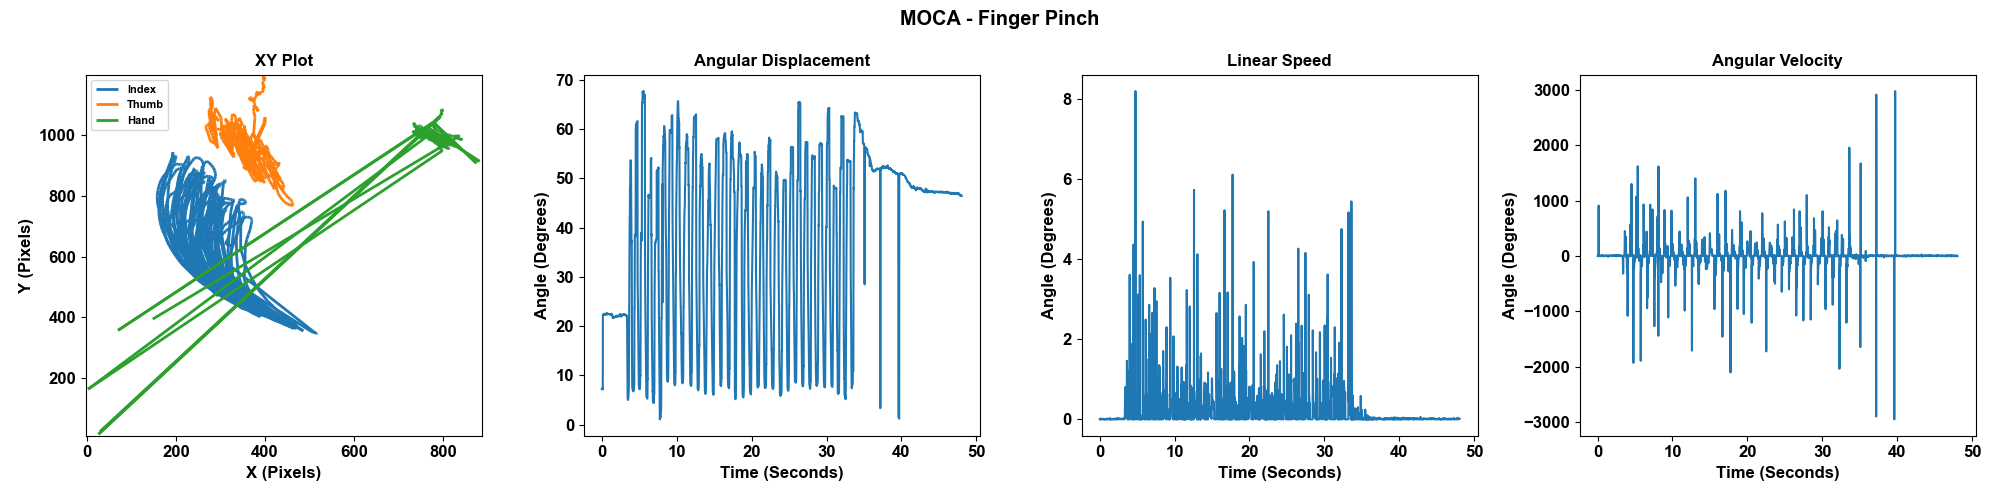 MOCA - Finger Pinch
XY Plot
Index
Thumb
Hand
1000
800
600
400
200
0 200 400 600 800
Y (Pixels)
X (Pixels)
Angular Displacement
70
60
50
40
30
20
10
0
0 10 20 30 40 50
Angle (Degrees)
Time (Seconds)
Linear Speed
8
6
4
2
0
0 10 20 30 40 50
Angle (Degrees)
Time (Seconds)
Angular Velocity
3000
2000
1000
0
−1000
−2000
−3000
0 10 20 30 40 50
Angle (Degrees)
Time (Seconds)